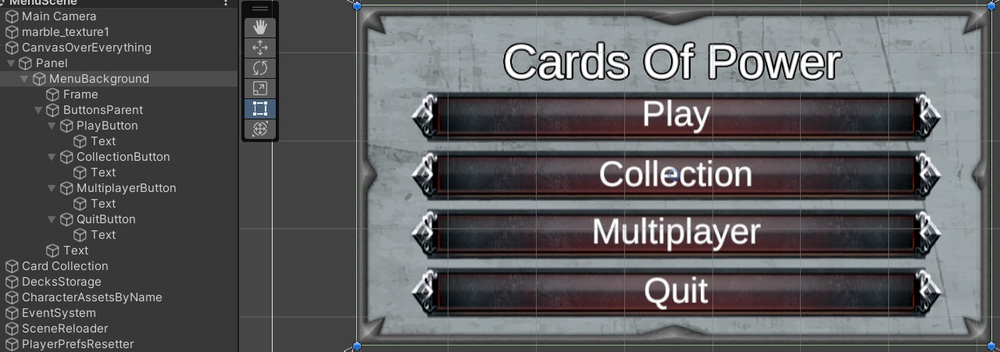 MenuScene
Main Camera
marble_texture1
CanvasOverEverything
Panel
MenuBackground
Frame
ButtonsParent
PlayButton
Text
CollectionButton
Text
MultiplayerButton
Text
QuitButton
Text
Text
Card Collection
DecksStorage
CharacterAssetsByName
EventSystem
SceneReloader
PlayerPrefsResetter
Cards Of Power
Play
Collection
Multiplayer
Quit